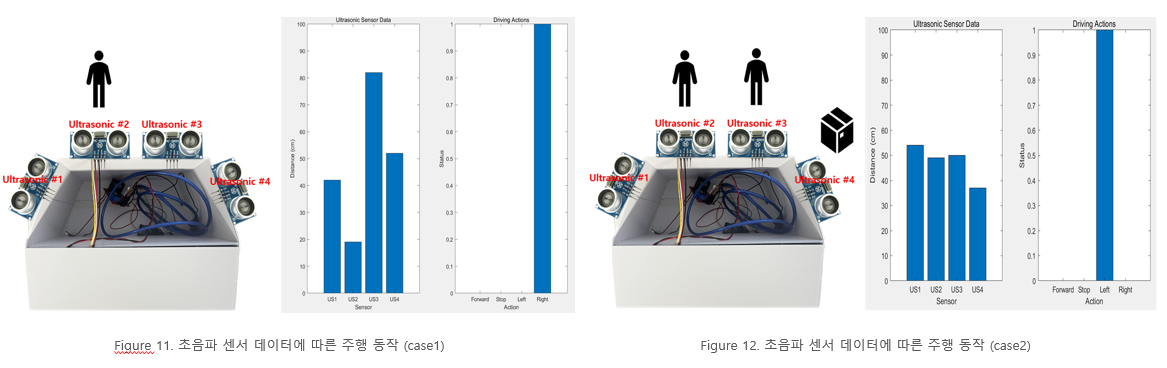 Ultrasonic #1
Ultrasonic #2
Ultrasonic #3
Ultrasonic #4
Ultrasonic Sensor Data
Distance (cm)
100
90
80
70
60
50
40
30
20
10
0
US1 US2 US3 US4
Sensor
Driving Actions
Status
1
0.9
0.8
0.7
0.6
0.5
0.4
0.3
0.2
0.1
0
Forward Stop Left Right
Action
Figure 11. 초음파 센서 데이터에 따른 주행 동작 (case1)
Ultrasonic #1
Ultrasonic #2
Ultrasonic #3
Ultrasonic #4
Ultrasonic Sensor Data
Distance (cm)
100
90
80
70
60
50
40
30
20
10
0
US1 US2 US3 US4
Sensor
Driving Actions
Status
1
0.9
0.8
0.7
0.6
0.5
0.4
0.3
0.2
0.1
0
Forward Stop Left Right
Action
Figure 12. 초음파 센서 데이터에 따른 주행 동작 (case2)